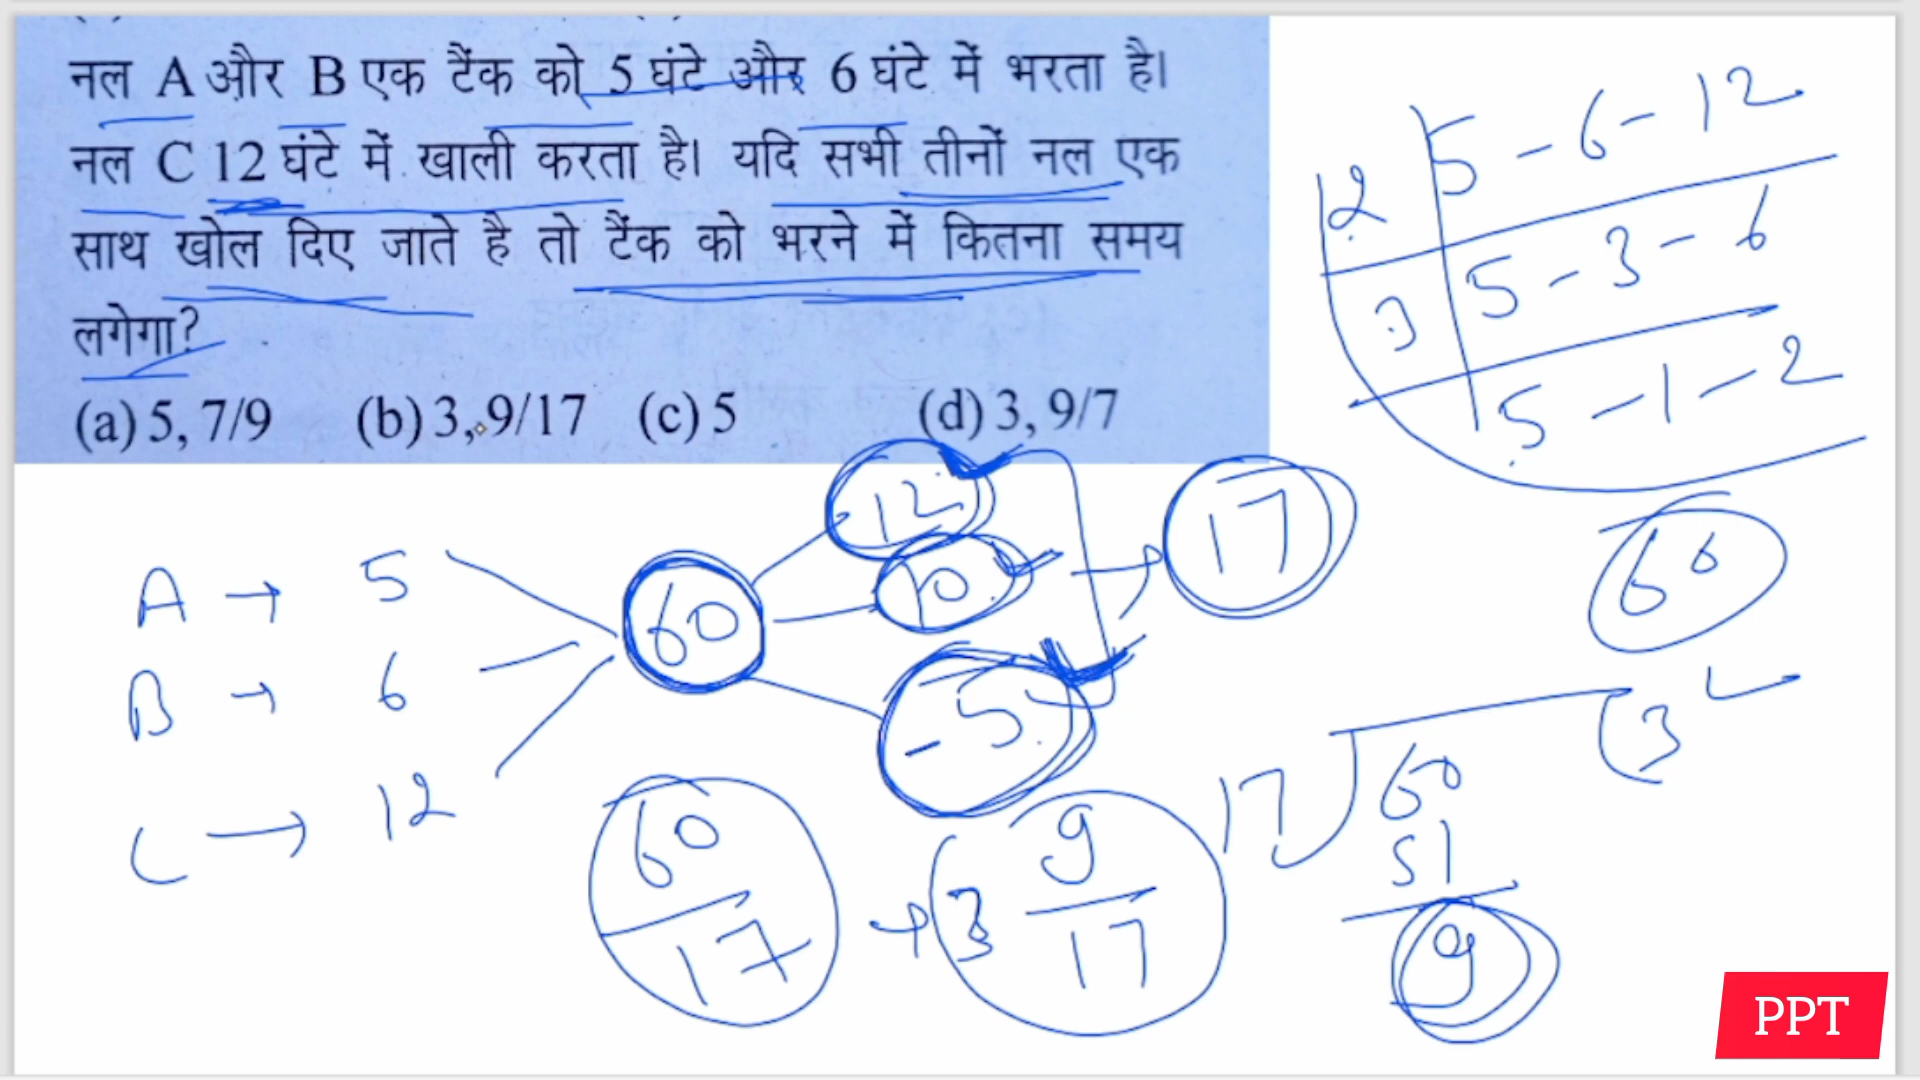 नल A और B एक टैंक को 5 घंटे और 6 घंटे में भरता है।
नल C 12 घंटे में खाली करता है। यदि सभी तीनों नल एक
साथ खोल दिए जाते है तो टैंक को भरने में कितना समय
लगेगा?
(a) 5, 7/9 (b) 3, 9/17 (c) 5 (d) 3, 9/7
2 5 - 6 - 12
3 5 - 3 - 6
5 - 1 - 2
60
A → 5
B → 6
C → 12
60
12
10
-5
17
60
17
→ 3 9
17
17 60 (3
51
9
PPT